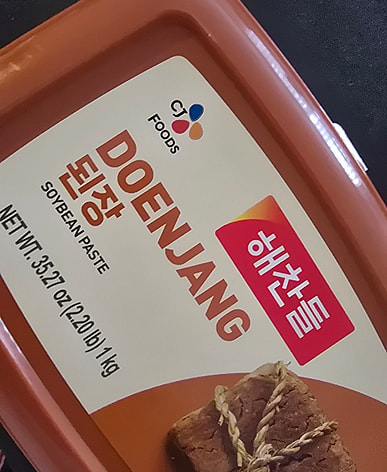 CJ
FOODS
DOENJANG
된장
SOYBEAN PASTE
해찬들
NET WT. 35.27 oz (2.20 lb) 1 kg